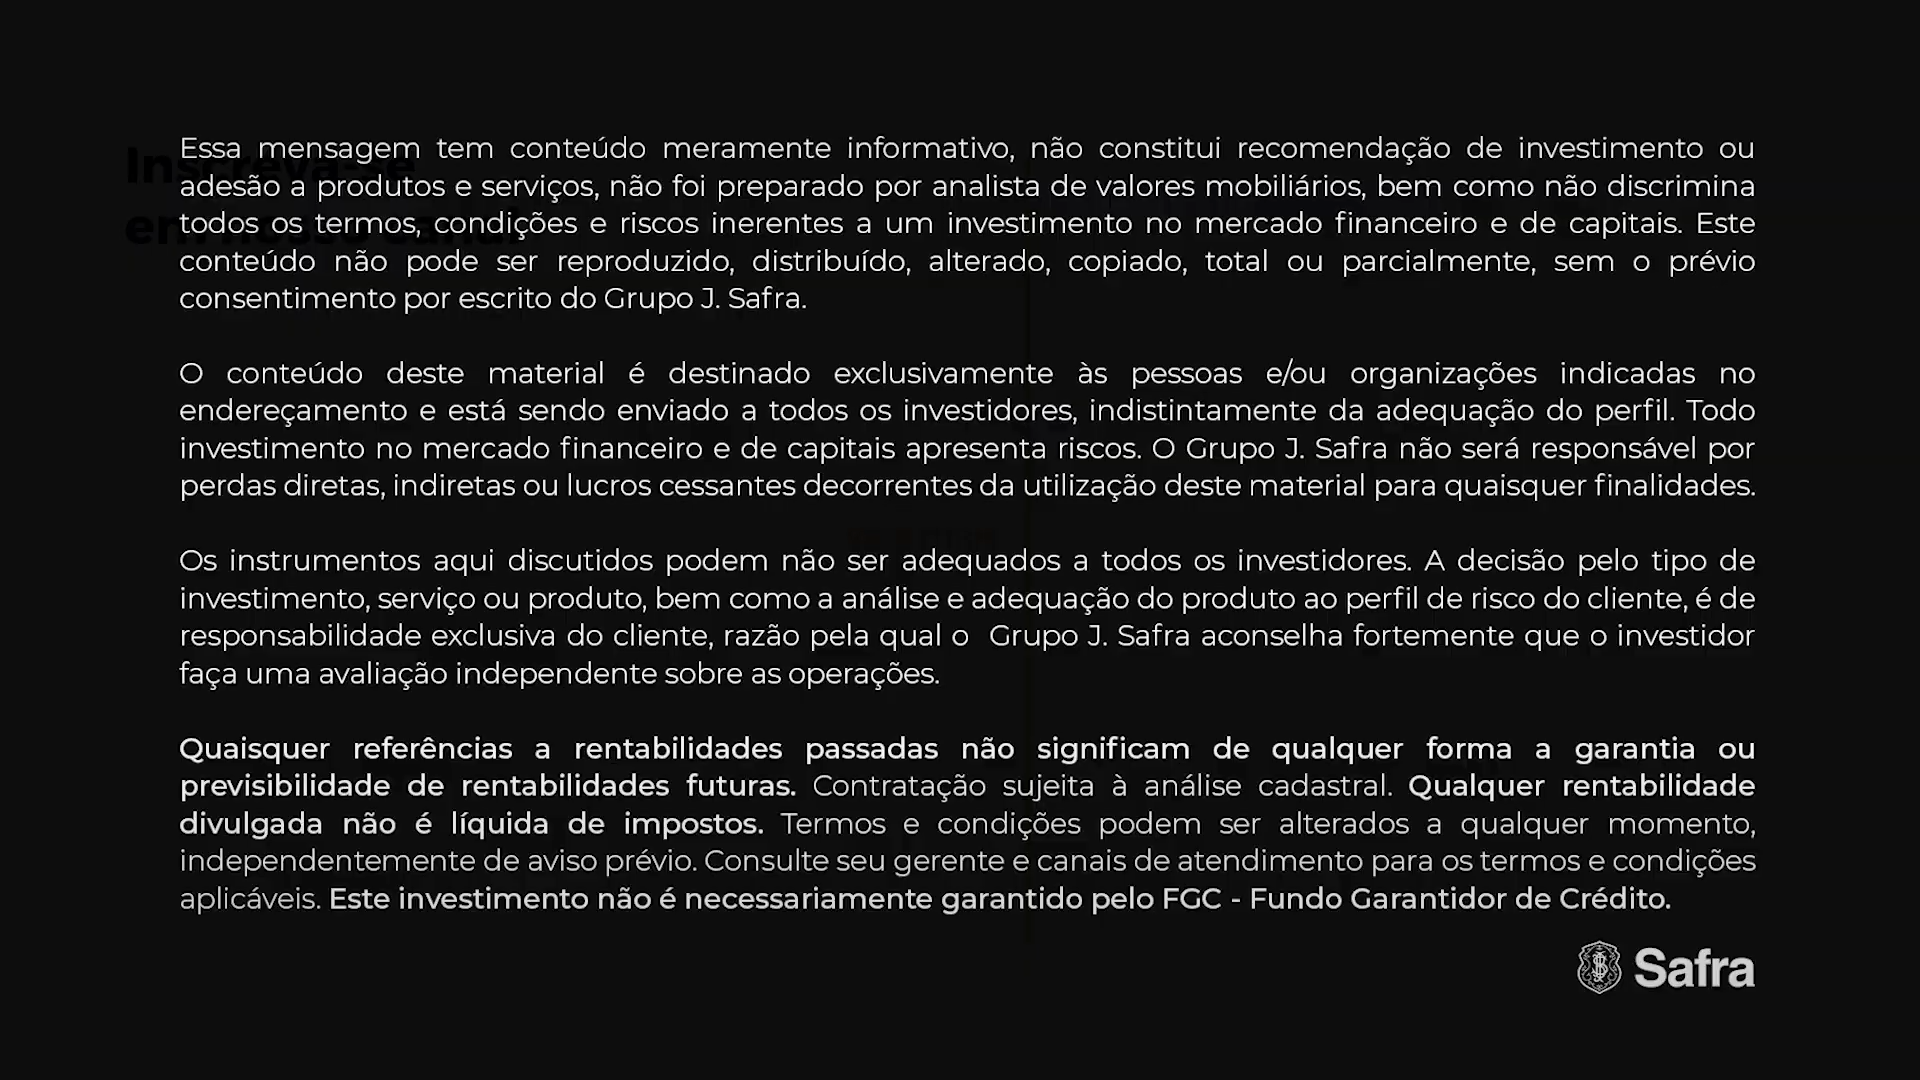 Inscreva-se
em nosso canal
Essa mensagem tem conteúdo meramente informativo, não constitui recomendação de investimento ou
adesão a produtos e serviços, não foi preparado por analista de valores mobiliários, bem como não discrimina
todos os termos, condições e riscos inerentes a um investimento no mercado financeiro e de capitais. Este
conteúdo não pode ser reproduzido, distribuído, alterado, copiado, total ou parcialmente, sem o prévio
consentimento por escrito do Grupo J. Safra.
O conteúdo deste material é destinado exclusivamente às pessoas e/ou organizações indicadas no
endereçamento e está sendo enviado a todos os investidores, indistintamente da adequação do perfil. Todo
investimento no mercado financeiro e de capitais apresenta riscos. O Grupo J. Safra não será responsável por
perdas diretas, indiretas ou lucros cessantes decorrentes da utilização deste material para quaisquer finalidades.
Os instrumentos aqui discutidos podem não ser adequados a todos os investidores. A decisão pelo tipo de
investimento, serviço ou produto, bem como a análise e adequação do produto ao perfil de risco do cliente, é de
responsabilidade exclusiva do cliente, razão pela qual o Grupo J. Safra aconselha fortemente que o investidor
faça uma avaliação independente sobre as operações.
Quaisquer referências a rentabilidades passadas não significam de qualquer forma a garantia ou
previsibilidade de rentabilidades futuras. Contratação sujeita à análise cadastral. Qualquer rentabilidade
divulgada não é líquida de impostos. Termos e condições podem ser alterados a qualquer momento,
independentemente de aviso prévio. Consulte seu gerente e canais de atendimento para os termos e condições
aplicáveis. Este investimento não é necessariamente garantido pelo FGC - Fundo Garantidor de Crédito.
Safra